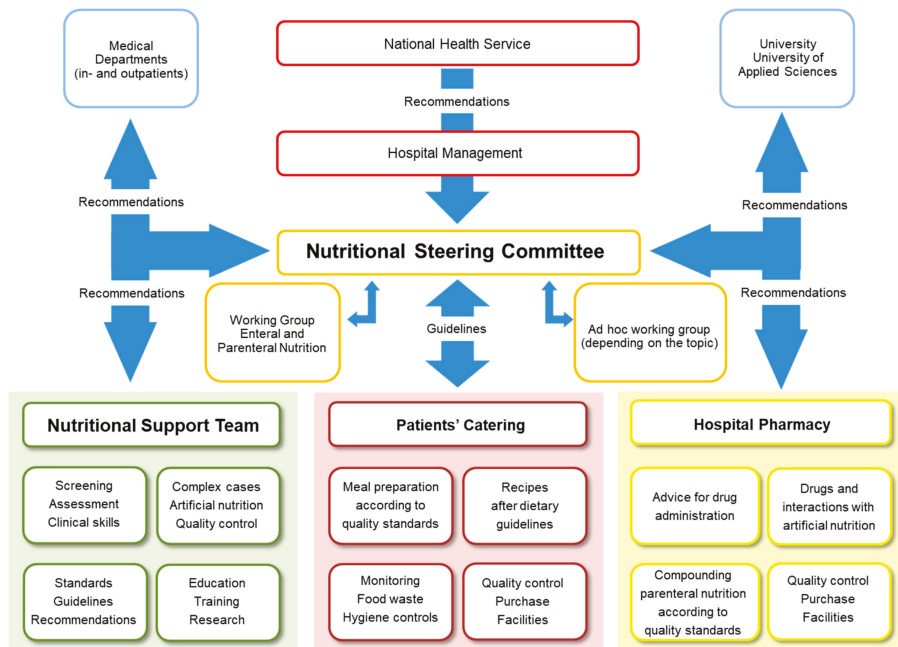 Medical
Departments
(in- and outpatients)
National Health Service
University
University of
Applied Sciences
Recommendations
Hospital Management
Recommendations
Recommendations
Nutritional Steering Committee
Recommendations
Recommendations
Working Group
Enteral and
Parenteral Nutrition
Guidelines
Ad hoc working group
(depending on the topic)
Nutritional Support Team
Screening
Assessment
Clinical skills
Complex cases
Artificial nutrition
Quality control
Standards
Guidelines
Recommendations
Education
Training
Research
Patients' Catering
Meal preparation
according to
quality standards
Recipes
after dietary
guidelines
Monitoring
Food waste
Hygiene controls
Quality control
Purchase
Facilities
Hospital Pharmacy
Advice for drug
administration
Drugs and
interactions with
artificial nutrition
Compounding
parenteral nutrition
according to
quality standards
Quality control
Purchase
Facilities